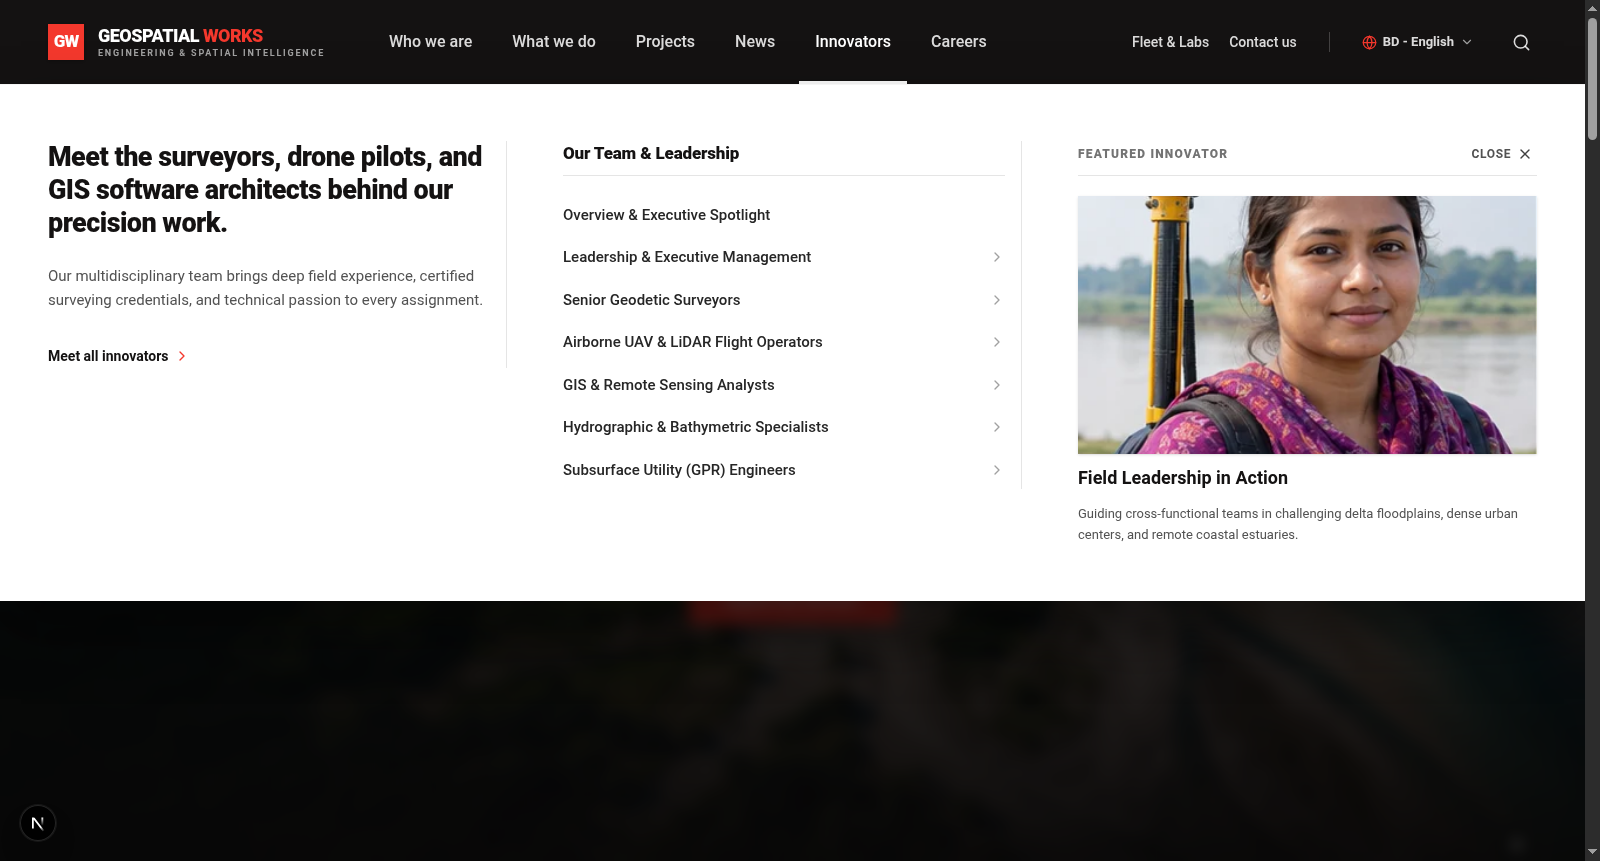 GW
GEOSPATIAL WORKS
ENGINEERING & SPATIAL INTELLIGENCE
Who we are
What we do
Projects
News
Innovators
Careers
Fleet & Labs
Contact us
BD - English
Meet the surveyors, drone pilots, and
GIS software architects behind our
precision work.
Our multidisciplinary team brings deep field experience, certified
surveying credentials, and technical passion to every assignment.
Meet all innovators
Our Team & Leadership
Overview & Executive Spotlight
Leadership & Executive Management
Senior Geodetic Surveyors
Airborne UAV & LiDAR Flight Operators
GIS & Remote Sensing Analysts
Hydrographic & Bathymetric Specialists
Subsurface Utility (GPR) Engineers
FEATURED INNOVATOR
CLOSE
Field Leadership in Action
Guiding cross-functional teams in challenging delta floodplains, dense urban
centers, and remote coastal estuaries.
N